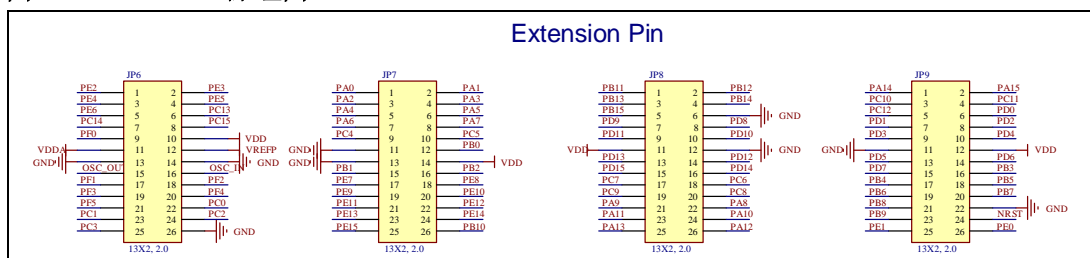 Extension Pin
JP6
PE2 1 2 PE3
PE4 3 4 PE5
PE6 5 6 PC13
PC14 7 8 PC15
PF0 9 10 VDD
VDDA 11 12 VREFP
GND 13 14 GND
OSC_OUT 15 16 OSC_IN
PF1 17 18 PF2
PF3 19 20 PF4
PF5 21 22 PC0
PC1 23 24 PC2
PC3 25 26 GND
13X2, 2.0
JP7
PA0 1 2 PA1
PA2 3 4 PA3
PA4 5 6 PA5
PA6 7 8 PA7
PC4 9 10 PC5
GND 11 12 PB0
GND 13 14 VDD
PB1 15 16 PB2
PE7 17 18 PE8
PE9 19 20 PE10
PE11 21 22 PE12
PE13 23 24 PE14
PE15 25 26 PB10
13X2, 2.0
JP8
PB11 1 2 PB12
PB13 3 4 PB14
PB15 5 6 GND
PD9 7 8 PD8
PD11 9 10 PD10
VDD 11 12 GND
PD13 13 14 PD12
PD15 15 16 PD14
PC7 17 18 PC6
PC9 19 20 PC8
PA9 21 22 PA8
PA11 23 24 PA10
PA13 25 26 PA12
13X2, 2.0
JP9
PA14 1 2 PA15
PC10 3 4 PC11
PC12 5 6 PD0
PD1 7 8 PD2
PD3 9 10 PD4
GND 11 12 VDD
PD5 13 14 PD6
PD7 15 16 PB3
PB4 17 18 PB5
PB6 19 20 PB7
PB8 21 22 GND
PB9 23 24 NRST
PE1 25 26 PE0
13X2, 2.0